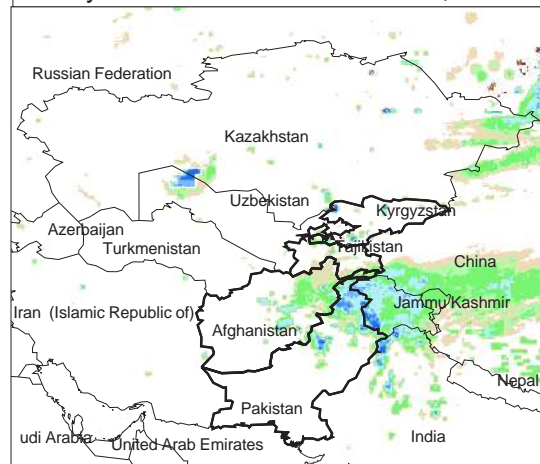 Russian Federation
Kazakhstan
Uzbekistan
Kyrgyzstan
Azerbaijan
Turkmenistan
Tajikistan
China
Iran (Islamic Republic of)
Jammu Kashmir
Afghanistan
Nepal
Pakistan
udi Arabia
United Arab Emirates
India